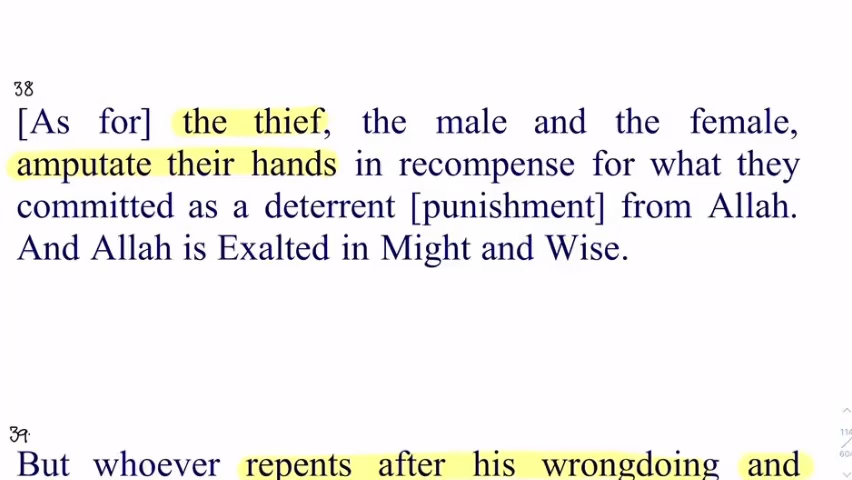 38
[As for] the thief, the male and the female,
amputate their hands in recompense for what they
committed as a deterrent [punishment] from Allah.
And Allah is Exalted in Might and Wise.
39.
But whoever repents after his wrongdoing and
114